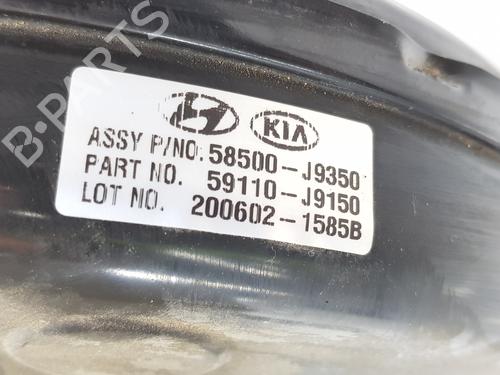 B-PARTS
KIA
ASSY P/NO. 58500-J9350
PART NO. 59110-J9150
LOT NO. 200602-1585B